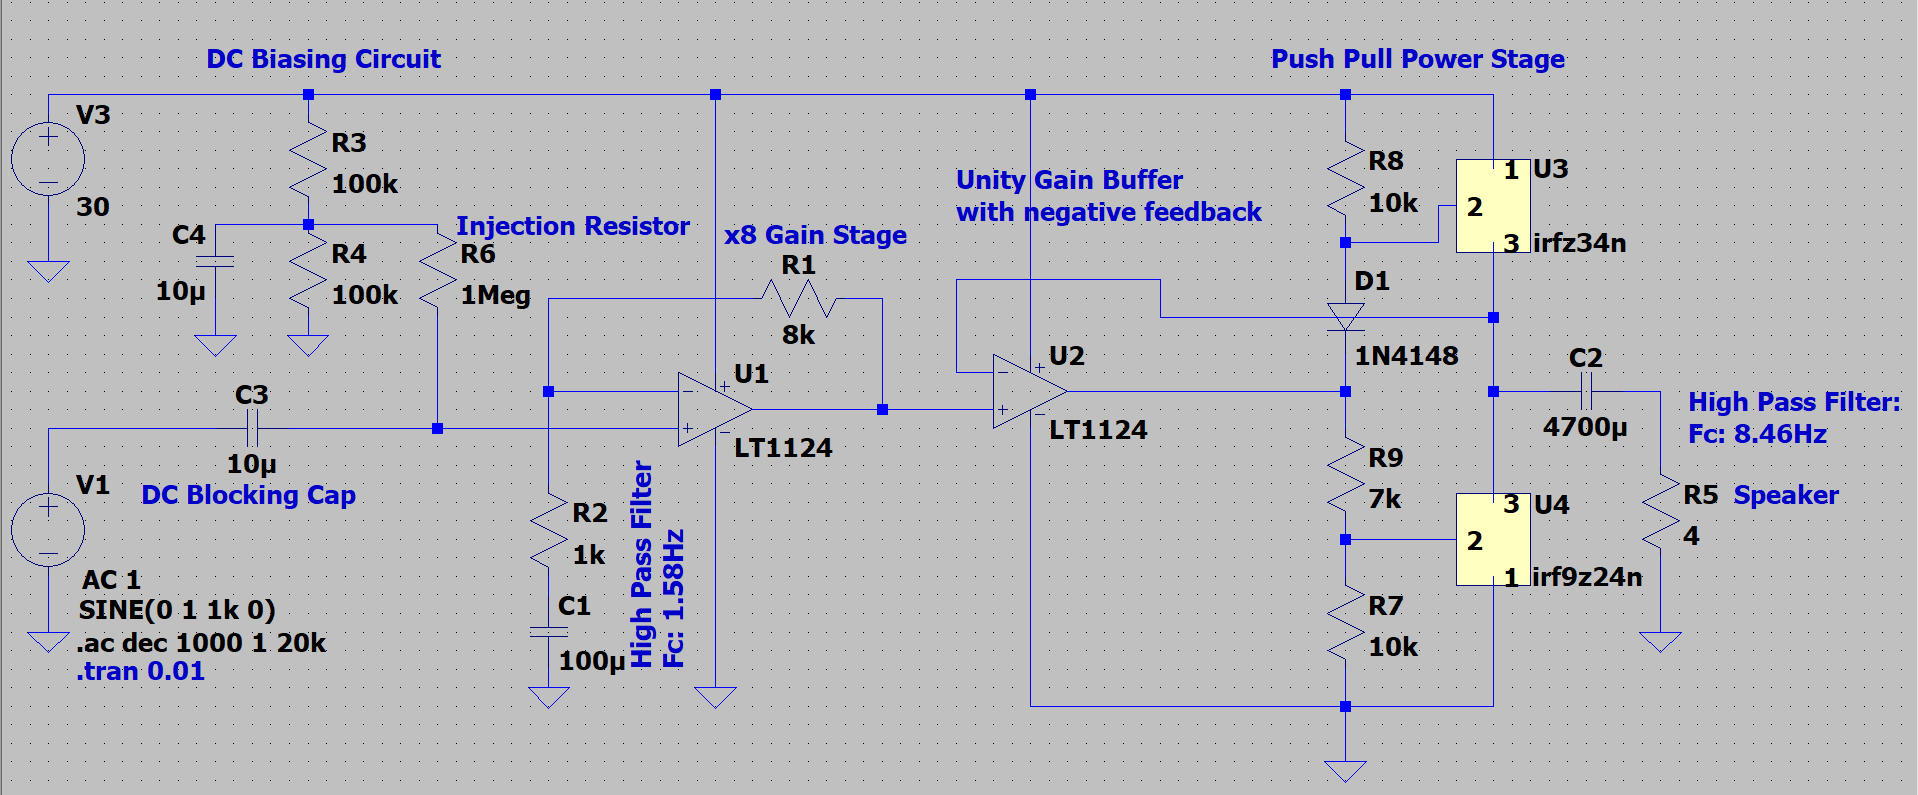 DC Biasing Circuit
Push Pull Power Stage
V3
30
R3
100k
C4
10µ
R4
100k
Injection Resistor
R6
1Meg
x8 Gain Stage
R1
8k
Unity Gain Buffer
with negative feedback
R8
10k
1
U3
2
3
irfz34n
D1
1N4148
C3
10µ
DC Blocking Cap
U1
LT1124
U2
LT1124
C2
4700µ
High Pass Filter:
Fc: 8.46Hz
V1
AC 1
SINE(0 1 1k 0)
.ac dec 1000 1 20k
.tran 0.01
R2
1k
C1
100µ
High Pass Filter
Fc: 1.58Hz
R9
7k
3
U4
2
1
irf9z24n
R5
Speaker
4
R7
10k